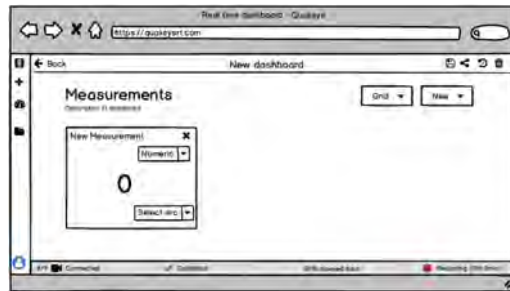 Real time dashboard - Quakeye
https://quakeyert.com
Back
New dashboard
Measurements
Grid
New
New Measurement
Numeric
0
Select src
Connected